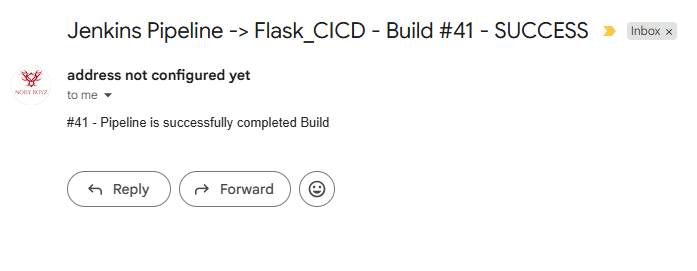 Jenkins Pipeline -> Flask_CICD - Build #41 - SUCCESS Inbox ×
address not configured yet
NOBY BOYZ
to me
#41 - Pipeline is successfully completed Build
Reply Forward